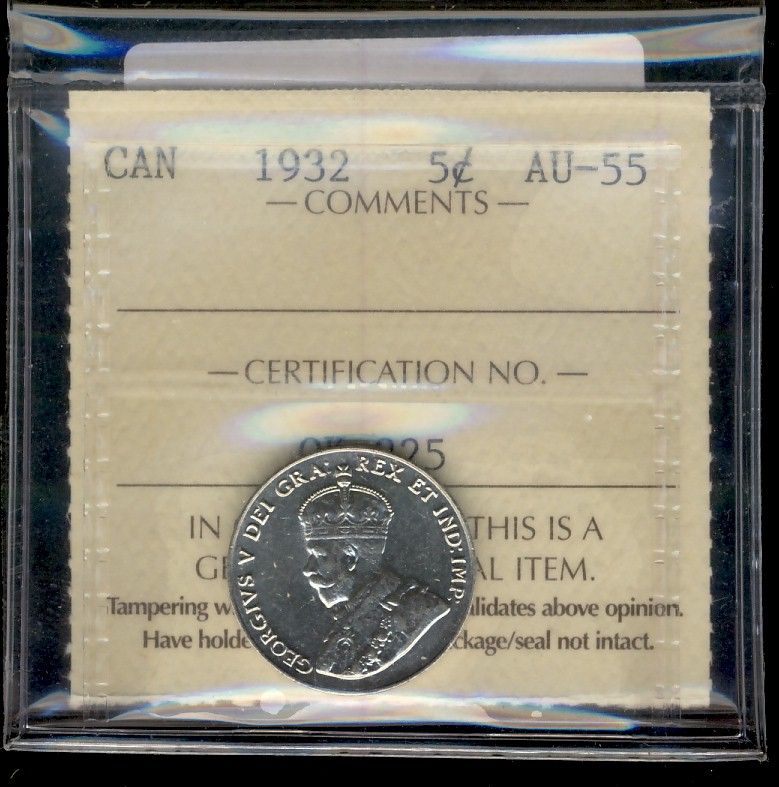 CAN 1932 5¢ AU-55
— COMMENTS —
— CERTIFICATION NO. —
225
IN THIS IS A
AL ITEM.
Tampering alidates above opinion.
Have holde ckage/seal not intact.
GEORGIVS V DEI GRA: REX ET IND: IMP: